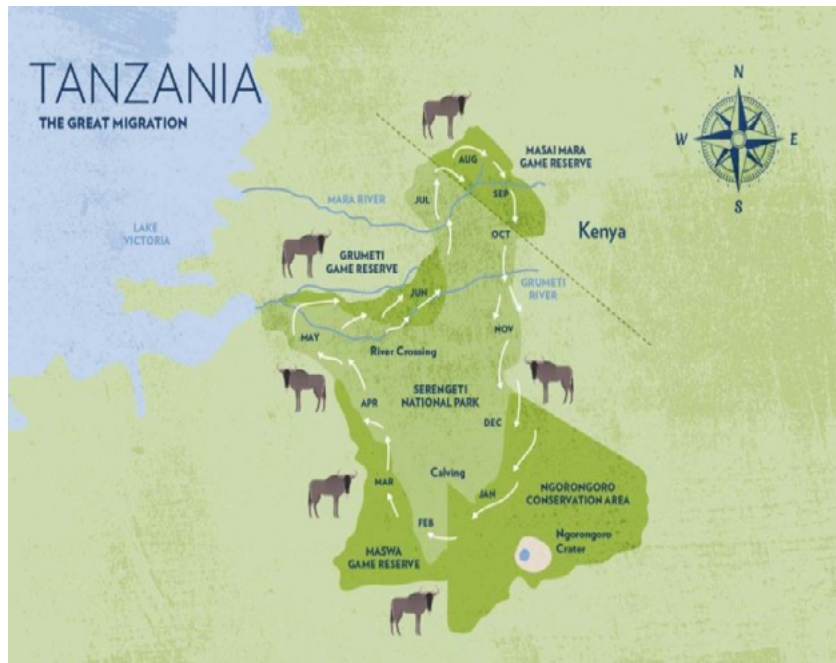 TANZANIA
THE GREAT MIGRATION
N
W
E
S
AUG
MASAI MARA
GAME RESERVE
MARA RIVER
JUL
SEP
LAKE
VICTORIA
OCT
Kenya
GRUMETI
GAME RESERVE
JUN
GRUMETI
RIVER
MAY
NOV
River Crossing
SERENGETI
NATIONAL PARK
APR
DEC
Calving
MAR
JAN
NGORONGORO
CONSERVATION AREA
FEB
Ngorongoro
Crater
MASWA
GAME RESERVE